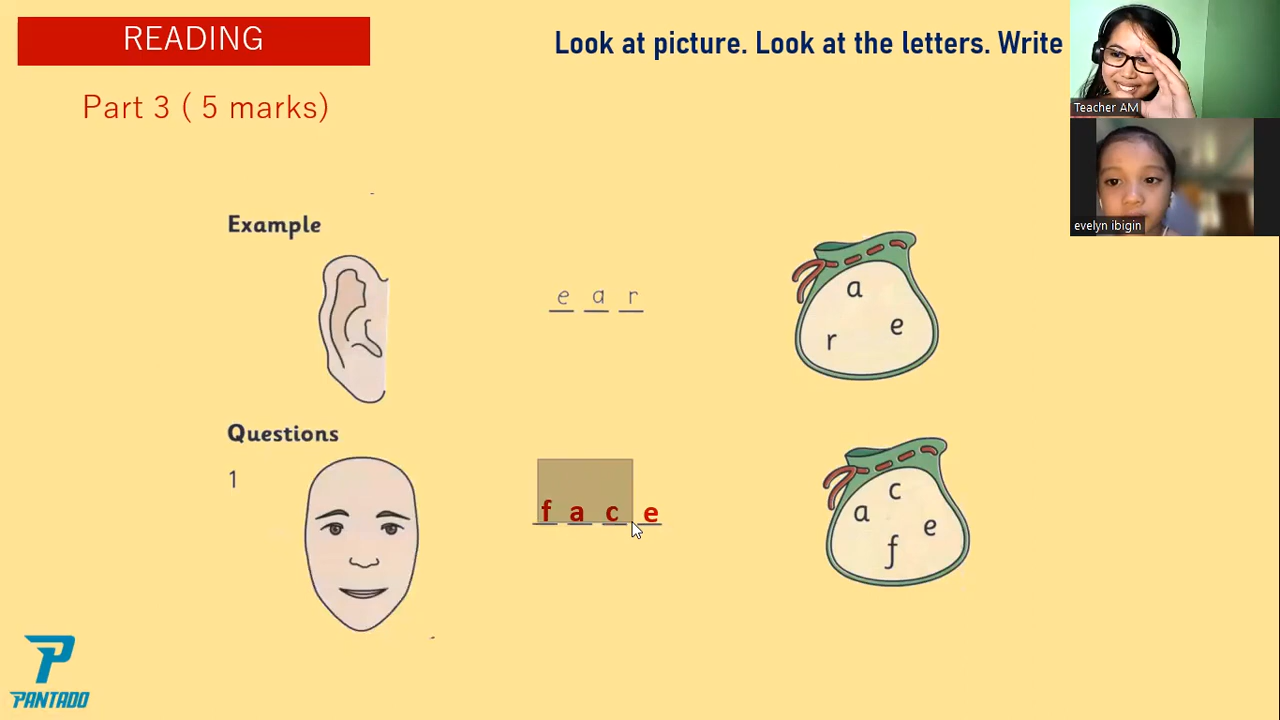 READING
Look at picture. Look at the letters. Write
Teacher AM
Part 3 ( 5 marks)
evelyn ibigin
Example
e a r
a
r e
Questions
1
f a c e
c
a e
f
PANTADO